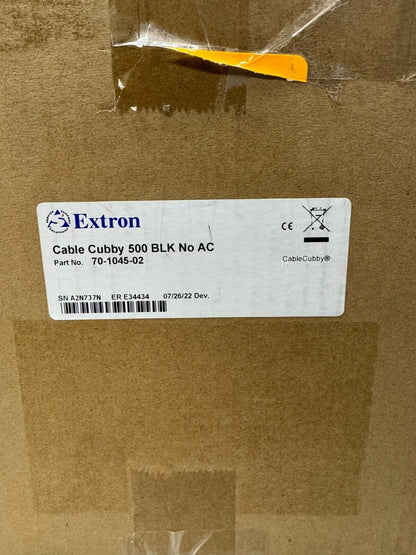 Extron
Cable Cubby 500 BLK No AC
Part No. 70-1045-02
SN A2N7J7N ER E34434 07/26/22 Dev.
CE
CableCubby®